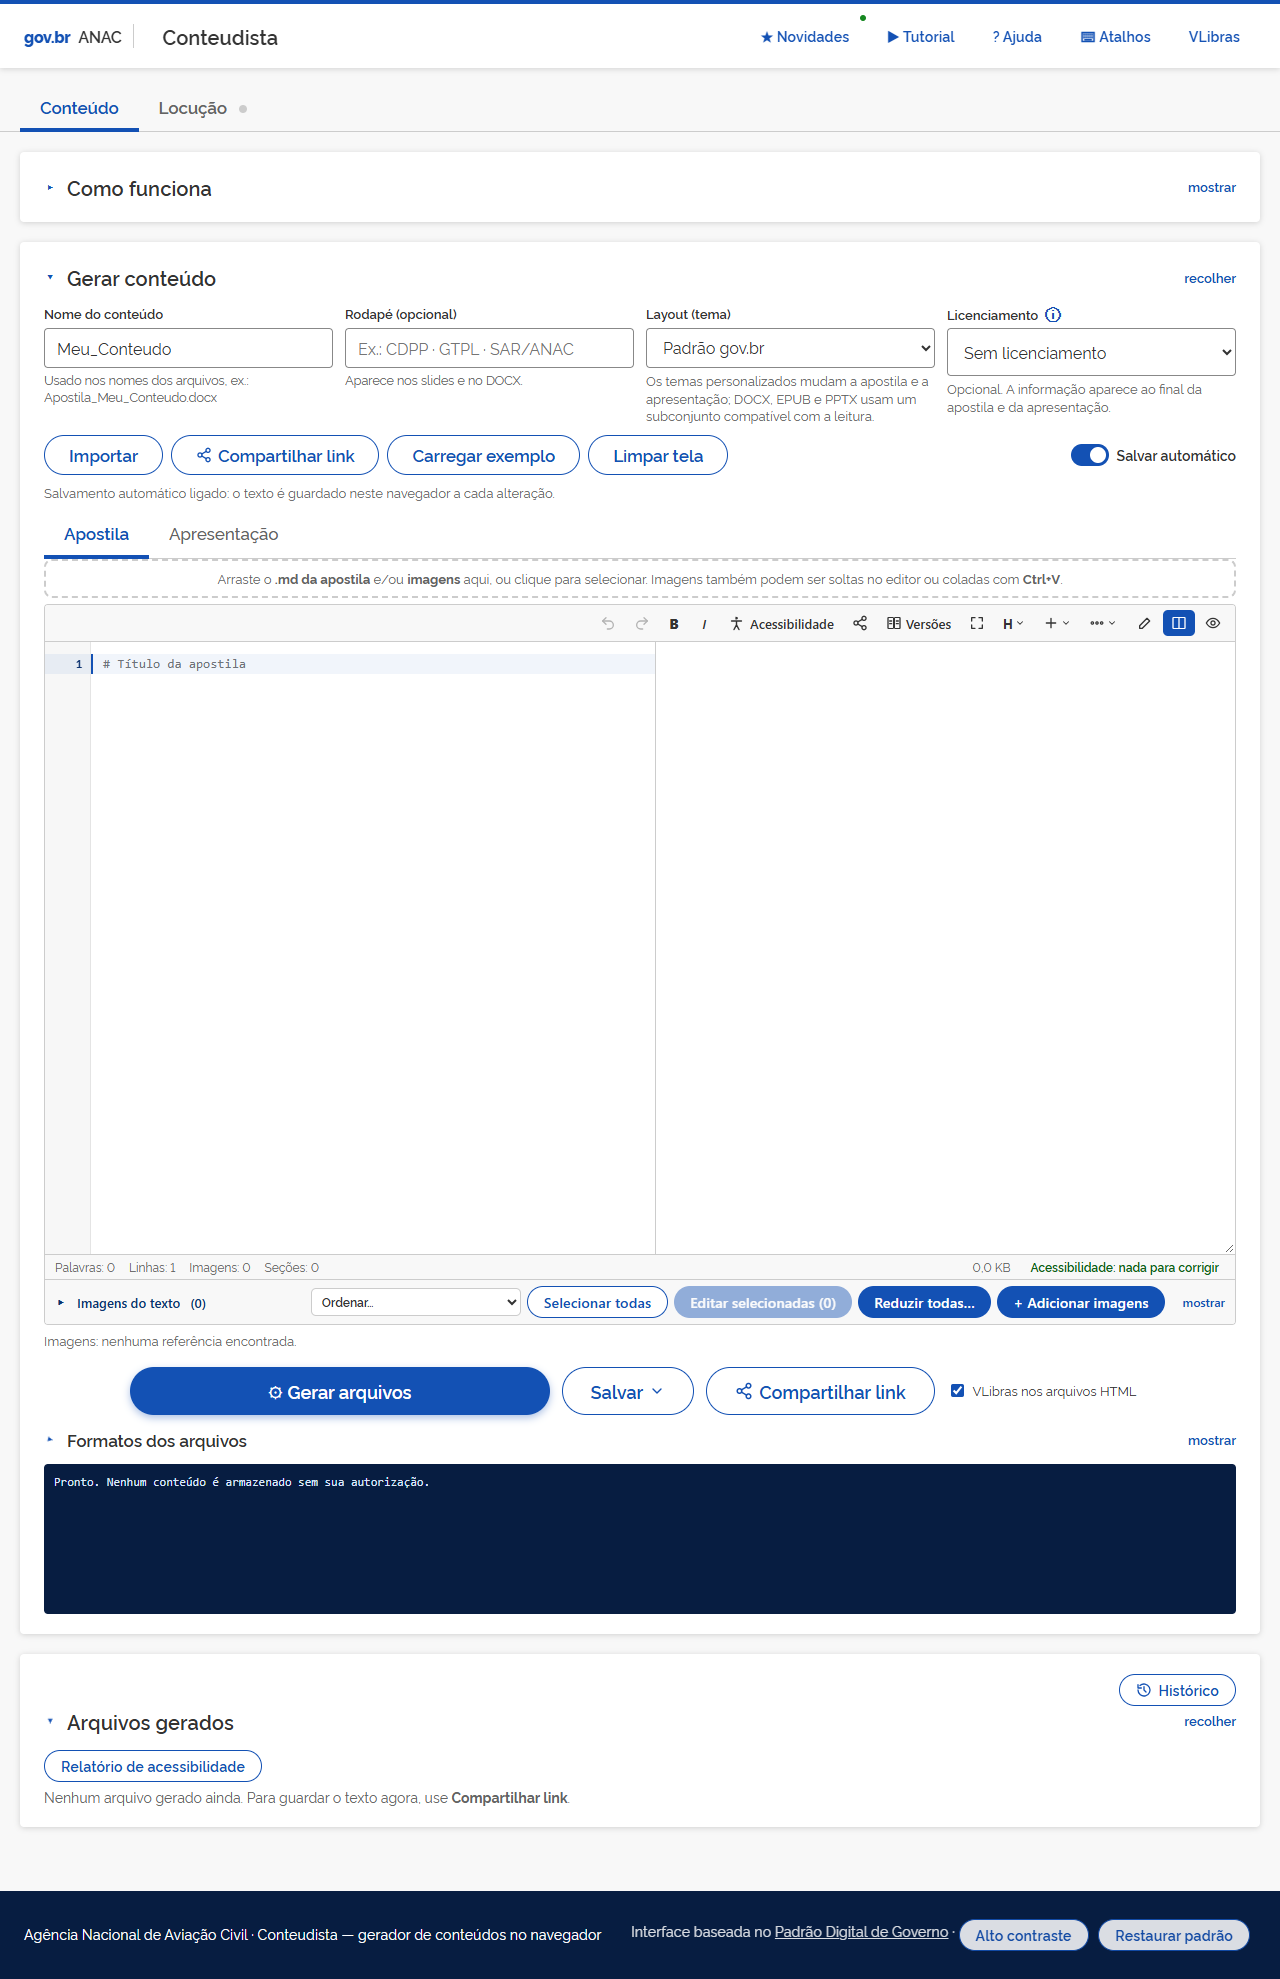 gov.br ANAC
Conteudista
★ Novidades
▶ Tutorial
? Ajuda
Atalhos
VLibras
Conteúdo
Locução
Como funciona
mostrar
Gerar conteúdo
recolher
Nome do conteúdo
Meu_Conteudo
Usado nos nomes dos arquivos, ex.:
Apostila_Meu_Conteudo.docx
Rodapé (opcional)
Ex.: CDPP · GTPL · SAR/ANAC
Aparece nos slides e no DOCX.
Layout (tema)
Padrão gov.br
Os temas personalizados mudam a apostila e a
apresentação; DOCX, EPUB e PPTX usam um
subconjunto compatível com a leitura.
Licenciamento
Sem licenciamento
Opcional. A informação aparece ao final da
apostila e da apresentação.
Importar
Compartilhar link
Carregar exemplo
Limpar tela
Salvar automático
Salvamento automático ligado: o texto é guardado neste navegador a cada alteração.
Apostila
Apresentação
Arraste o .md da apostila e/ou imagens aqui, ou clique para selecionar. Imagens também podem ser soltas no editor ou coladas com Ctrl+V.
B I Acessibilidade Versões H
1 # Título da apostila
Palavras: 0 Linhas: 1 Imagens: 0 Seções: 0
0,0 KB Acessibilidade: nada para corrigir
Imagens do texto (0)
Ordenar...
Selecionar todas
Editar selecionadas (0)
Reduzir todas...
+ Adicionar imagens
mostrar
Imagens: nenhuma referência encontrada.
Gerar arquivos
Salvar
Compartilhar link
VLibras nos arquivos HTML
Formatos dos arquivos
mostrar
Pronto. Nenhum conteúdo é armazenado sem sua autorização.
Histórico
Arquivos gerados
recolher
Relatório de acessibilidade
Nenhum arquivo gerado ainda. Para guardar o texto agora, use Compartilhar link.
Agência Nacional de Aviação Civil · Conteudista — gerador de conteúdos no navegador
Interface baseada no Padrão Digital de Governo ·
Alto contraste
Restaurar padrão